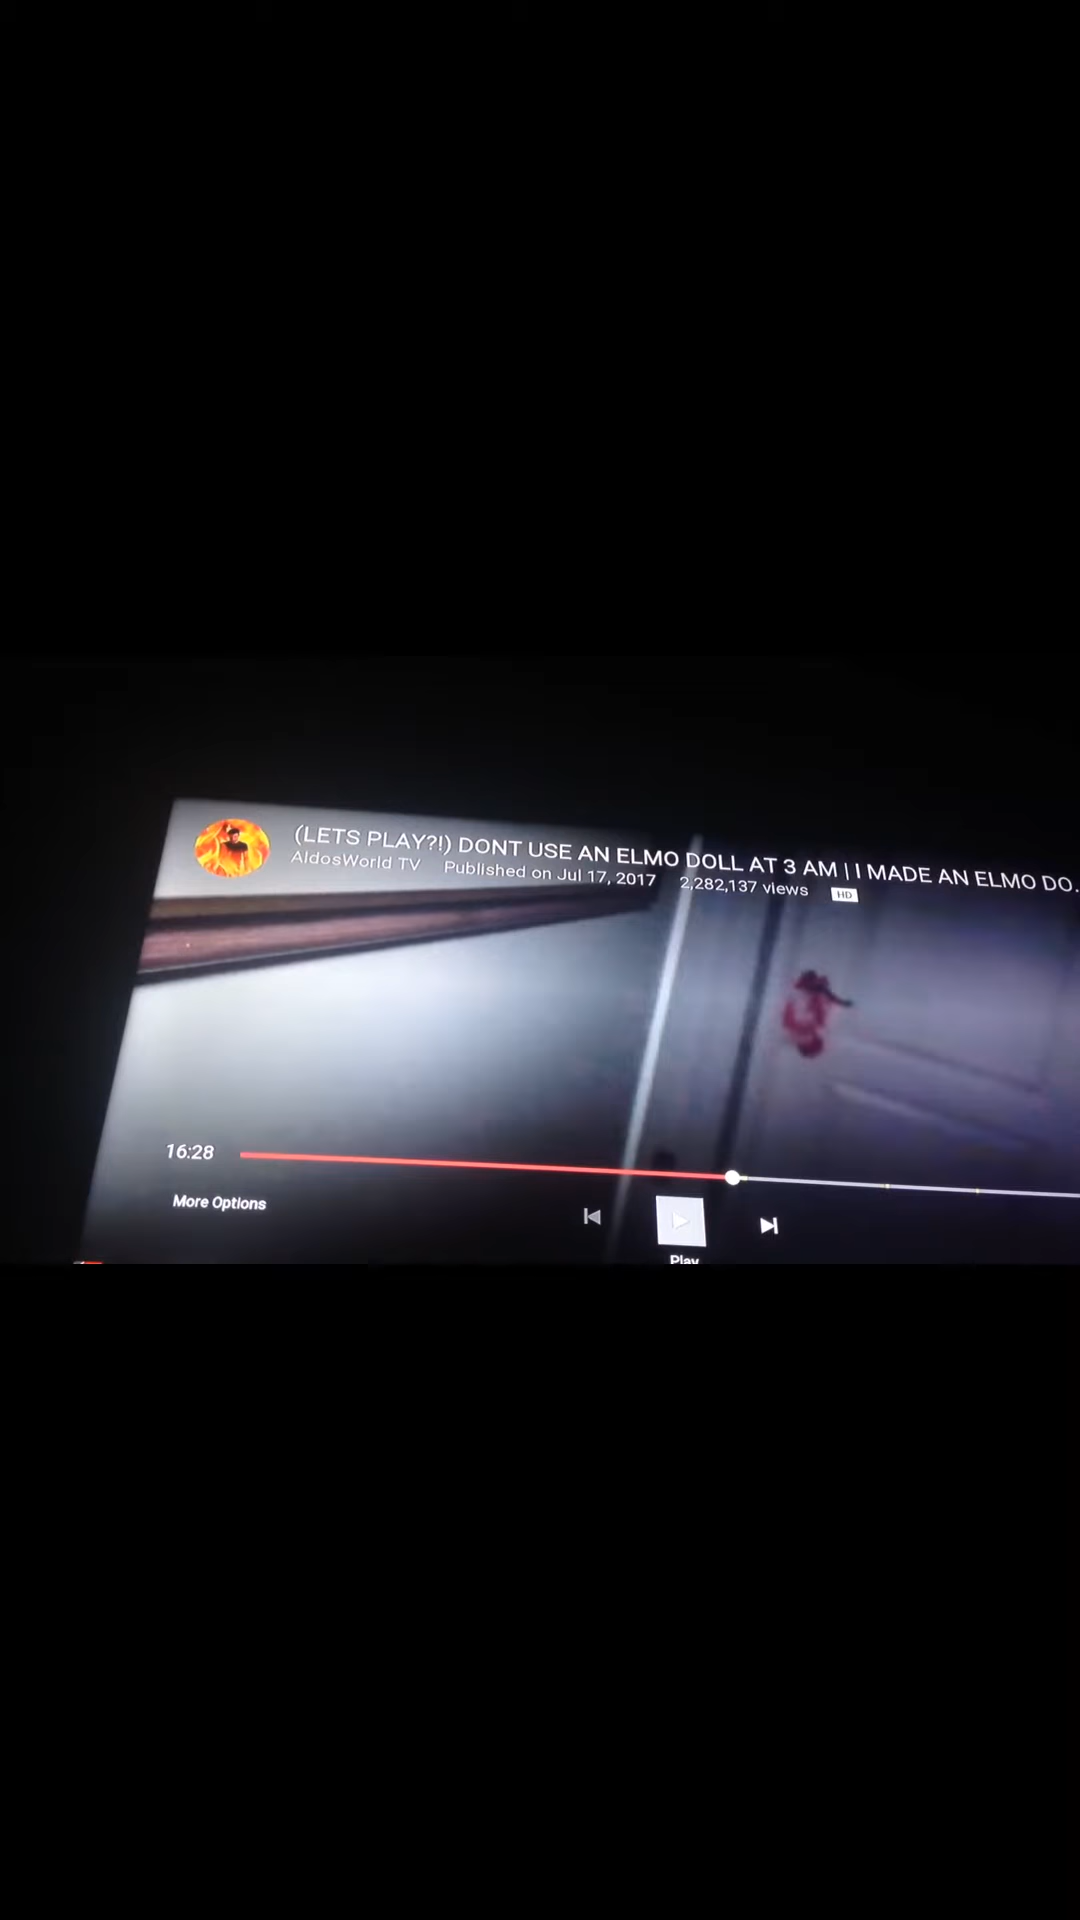 (LETS PLAY?!) DONT USE AN ELMO DOLL AT 3 AM | I MADE AN ELMO DO.
AldosWorld TV Published on Jul 17, 2017 2,282,137 views HD
16:28
More Options
Play